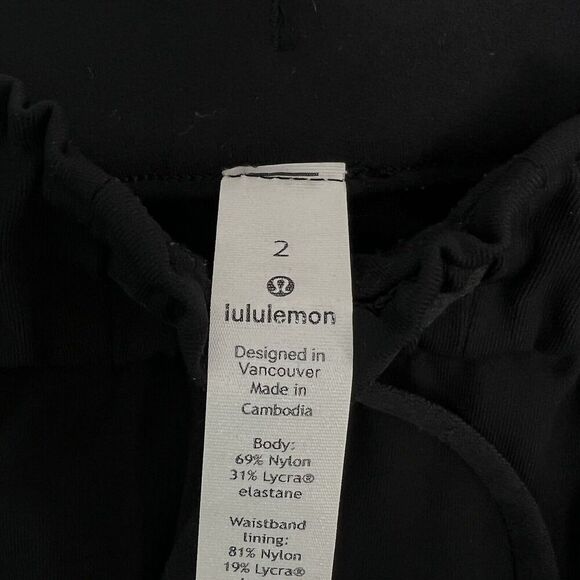 2
lululemon
Designed in
Vancouver
Made in
Cambodia
Body:
69% Nylon
31% Lycra®
elastane
Waistband
lining:
81% Nylon
19% Lycra®